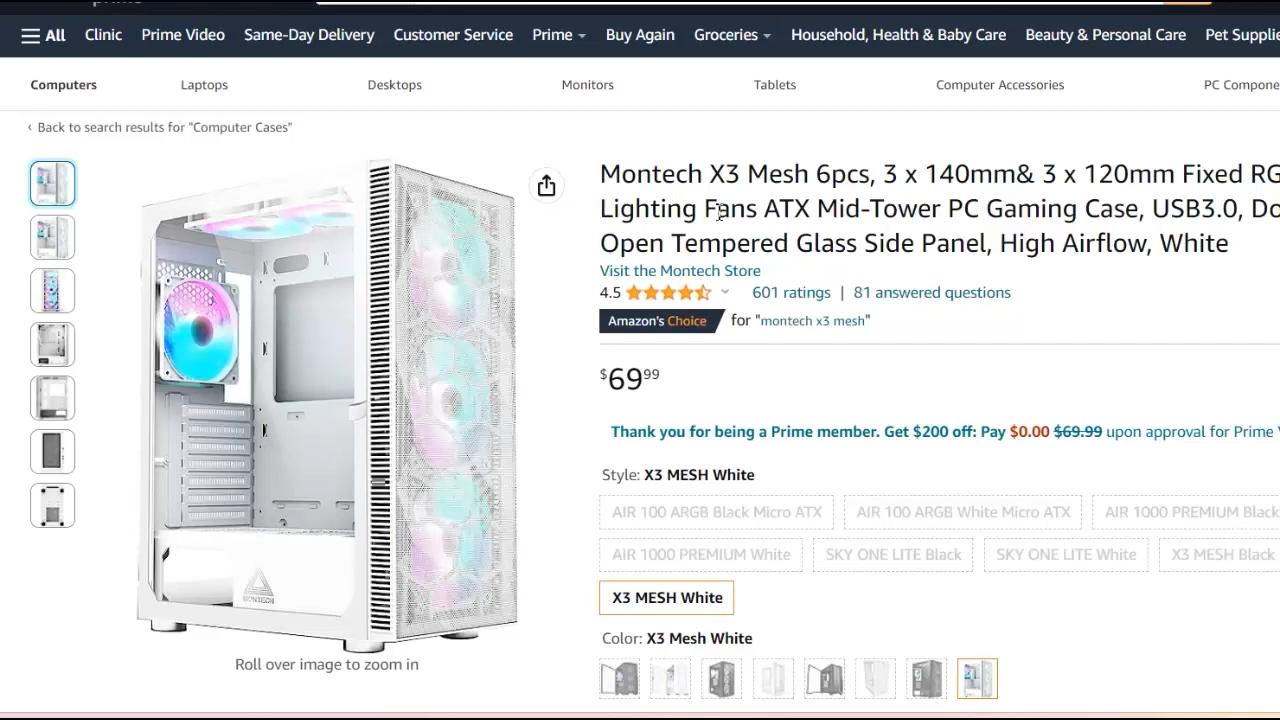 All Clinic Prime Video Same-Day Delivery Customer Service Prime Buy Again Groceries Household, Health & Baby Care Beauty & Personal Care Pet
Computers Laptops Desktops Monitors Tablets Computer Accessories PC
‹ Back to search results for "Computer Cases"
Montech X3 Mesh 6pcs, 3 x 140mm& 3 x 120mm Fixed
Lighting Fans ATX Mid-Tower PC Gaming Case, USB3.0,
Open Tempered Glass Side Panel, High Airflow, White
Visit the Montech Store
4.5 601 ratings | 81 answered questions
Amazon's Choice for "montech x3 mesh"
$69.99
Thank you for being a Prime member. Get $200 off: Pay $0.00 $69.99 upon approval for Prime
Style: X3 MESH White
AIR 100 ARGB Black Micro ATX AIR 100 ARGB White Micro ATX AIR 1000 PREMIUM Black
AIR 1000 PREMIUM White SKY ONE LITE Black SKY ONE LITE White X3 MESH Black
X3 MESH White
Color: X3 Mesh White
MONTECH
Roll over image to zoom in